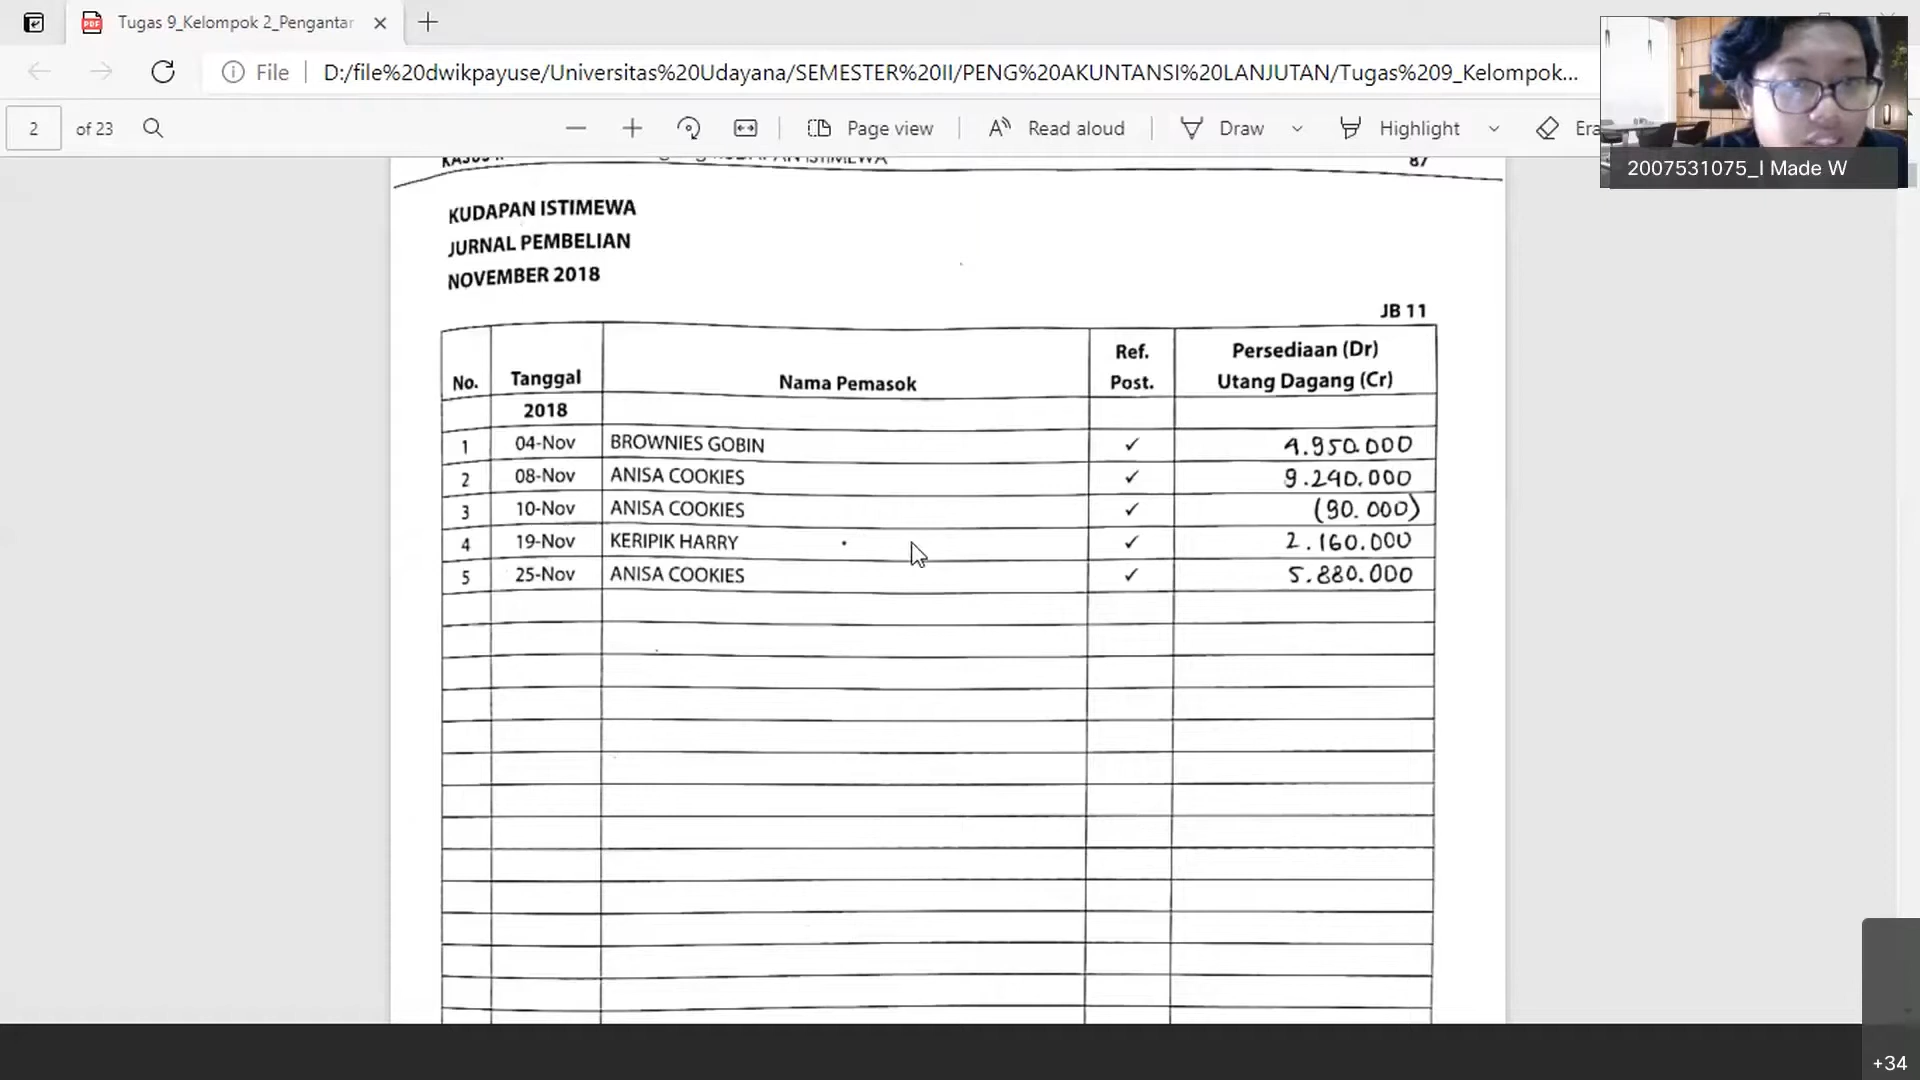 Tugas 9_Kelompok 2_Pengantar
File
D:/file%20dwikpayuse/Universitas%20Udayana/SEMESTER%20II/PENG%20AKUNTANSI%20LANJUTAN/Tugas%209_Kelompok...
2 of 23
Page view
Read aloud
Draw
Highlight
Era
2007531075_I Made W
87
KUDAPAN ISTIMEWA
JURNAL PEMBELIAN
NOVEMBER 2018
JB 11
No. Tanggal Nama Pemasok Ref. Post. Persediaan (Dr) Utang Dagang (Cr)
2018
1 04-Nov BROWNIES GOBIN ✓ 4.950.000
2 08-Nov ANISA COOKIES ✓ 9.240.000
3 10-Nov ANISA COOKIES ✓ (90.000)
4 19-Nov KERIPIK HARRY ✓ 2.160.000
5 25-Nov ANISA COOKIES ✓ 5.880.000
+34